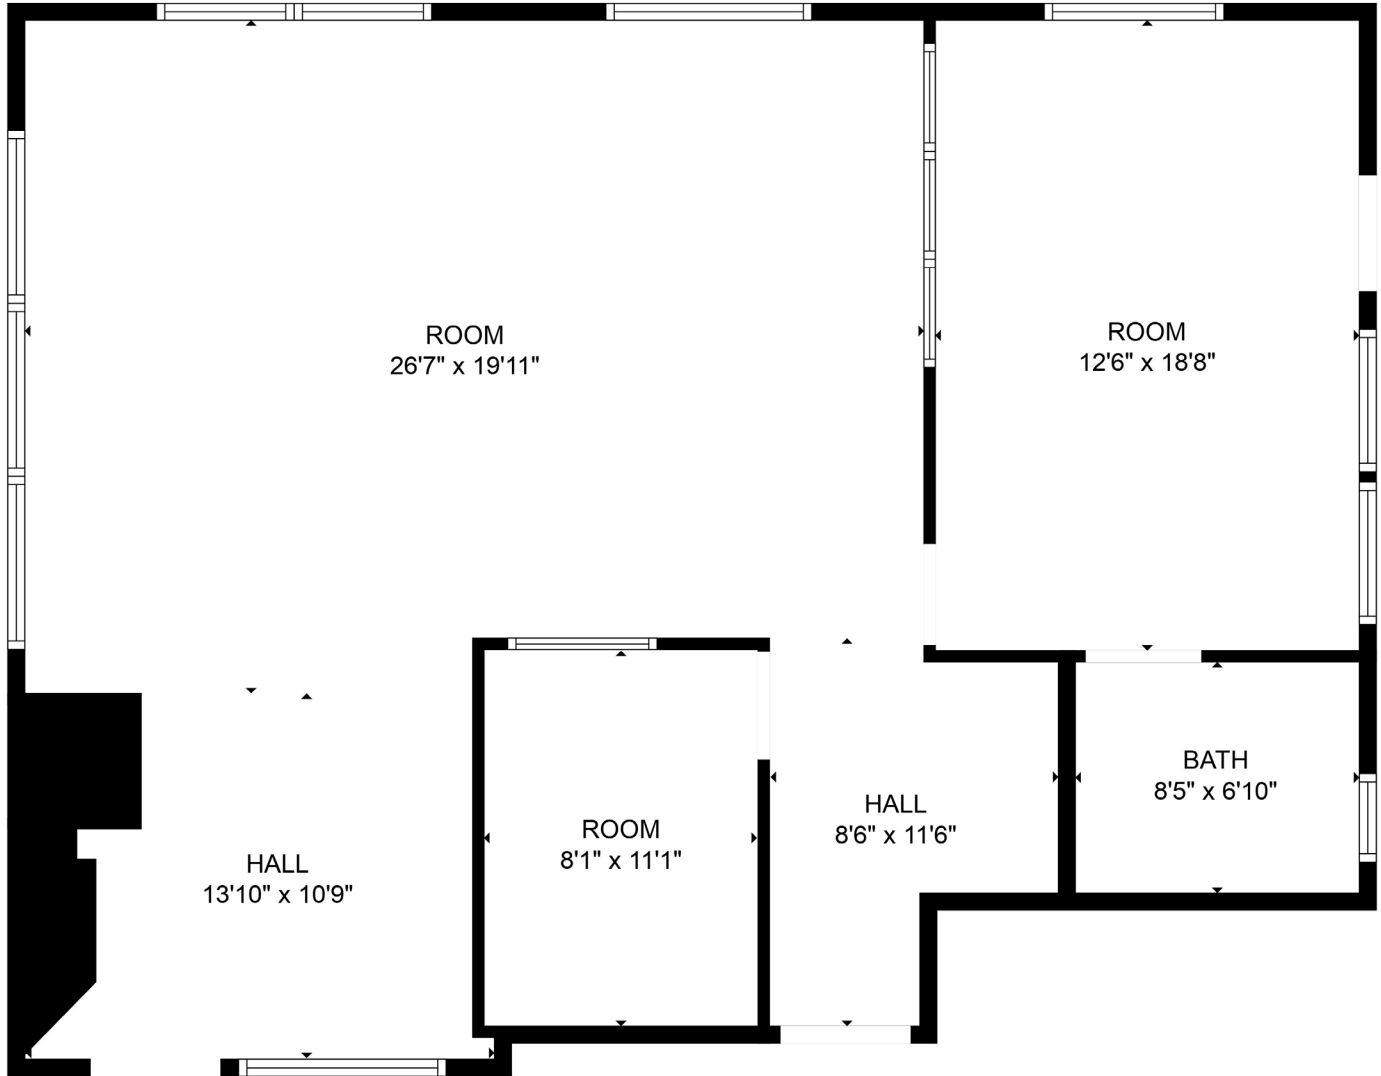 ROOM
26'7" x 19'11"
ROOM
12'6" x 18'8"
BATH
8'5" x 6'10"
HALL
8'6" x 11'6"
ROOM
8'1" x 11'1"
HALL
13'10" x 10'9"